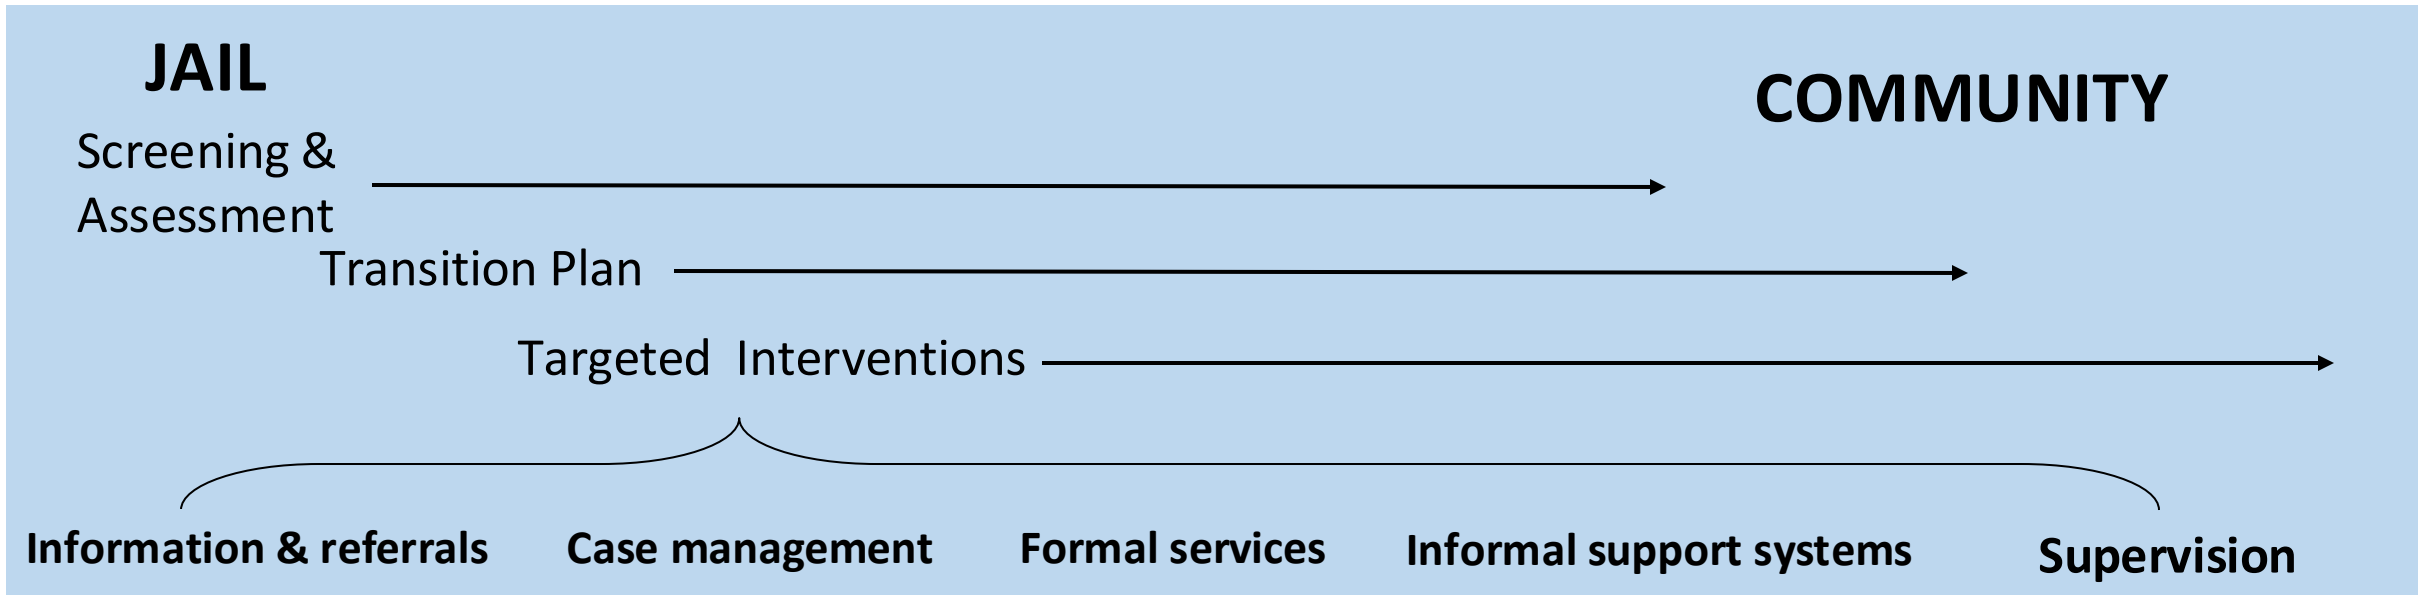 JAIL
COMMUNITY
Screening &
Assessment
Transition Plan
Targeted  Interventions
Information & referrals
Case management
Formal services
Informal support systems
Supervision